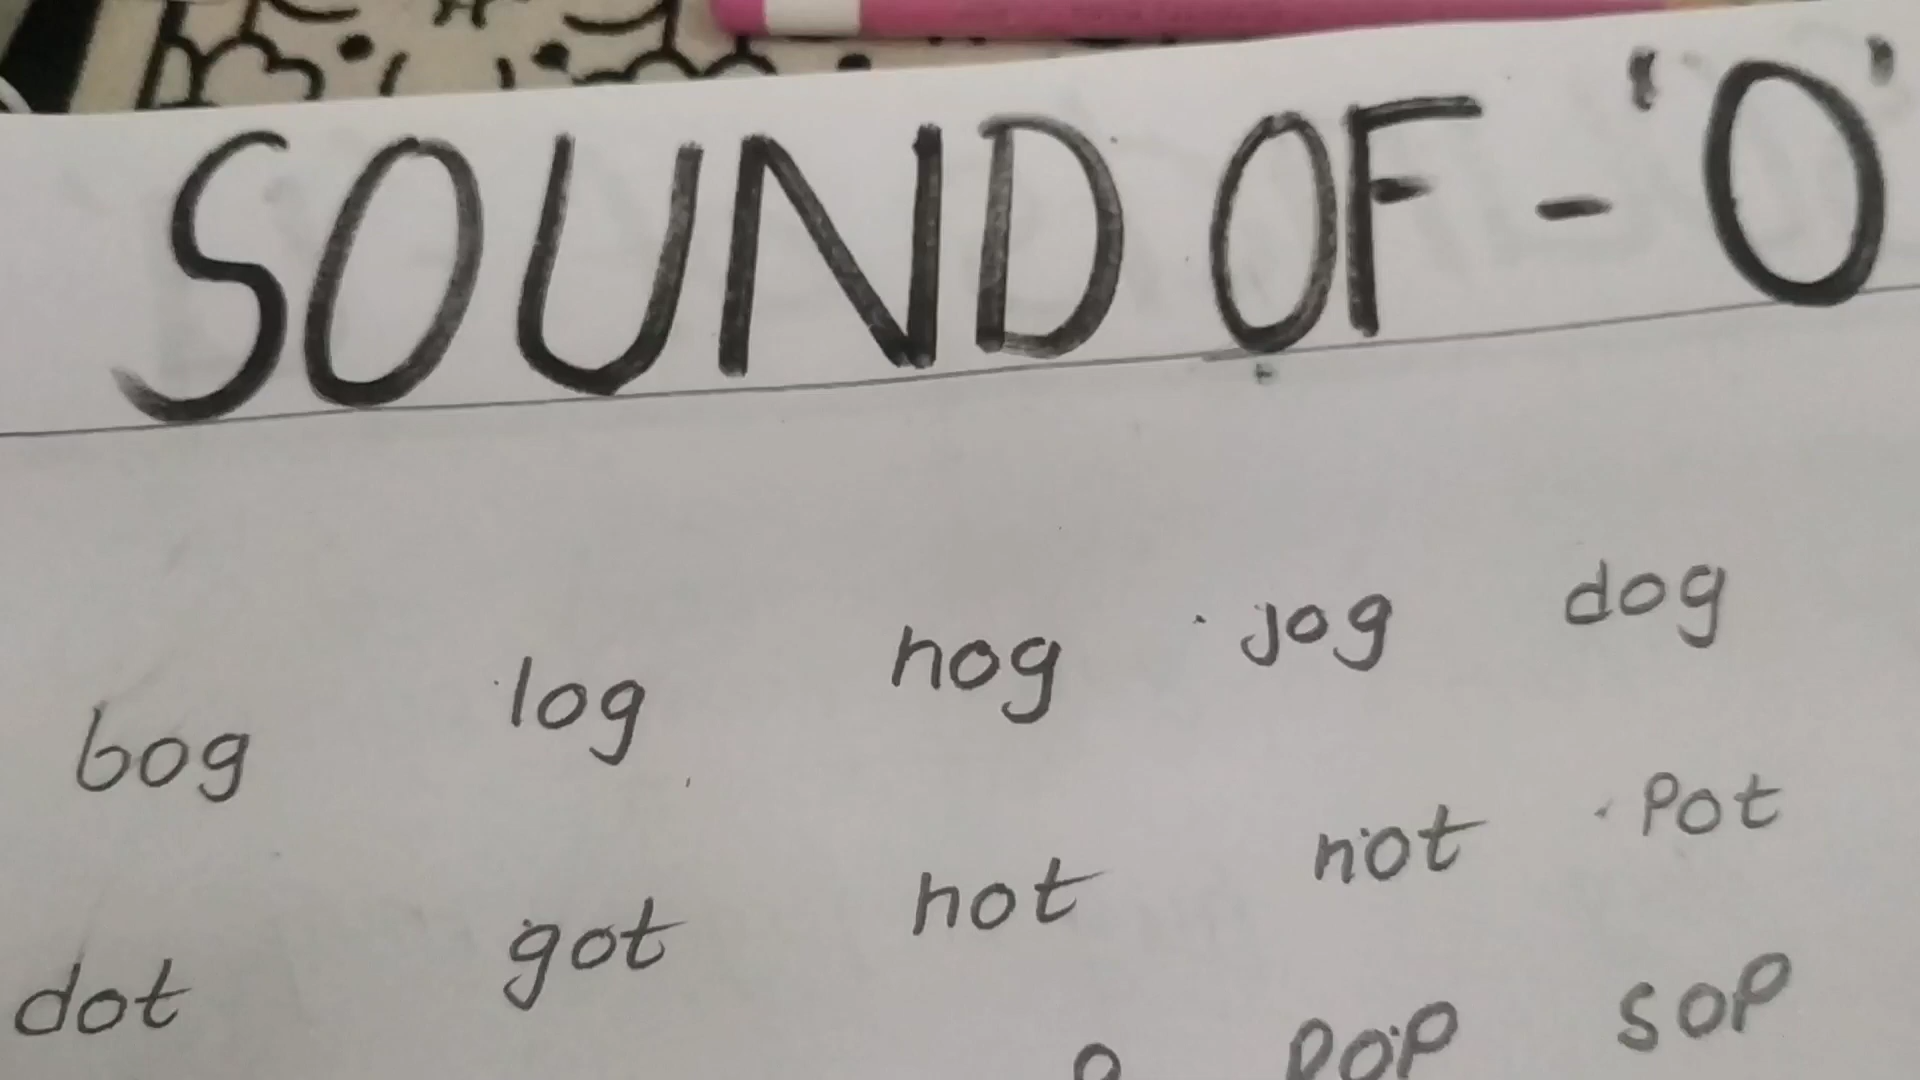 SOUND OF - 'O'
bog log hog jog dog
dot got hot not Pot
POP SOP